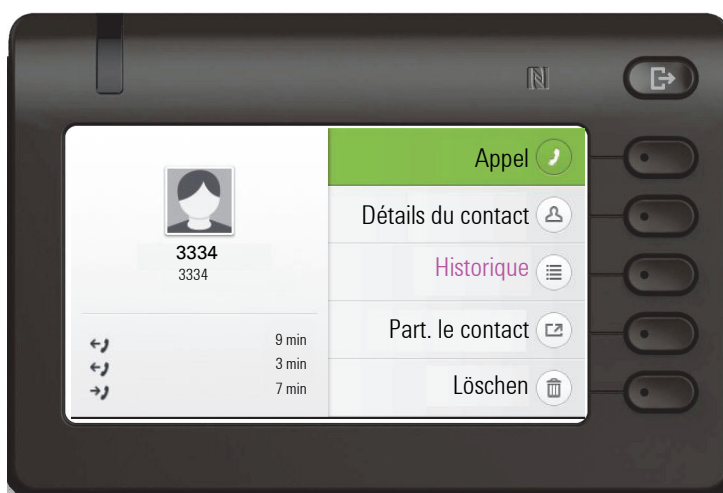 Appel
Détails du contact
3334
3334
Historique
Part. le contact
9 min
3 min
7 min
Löschen